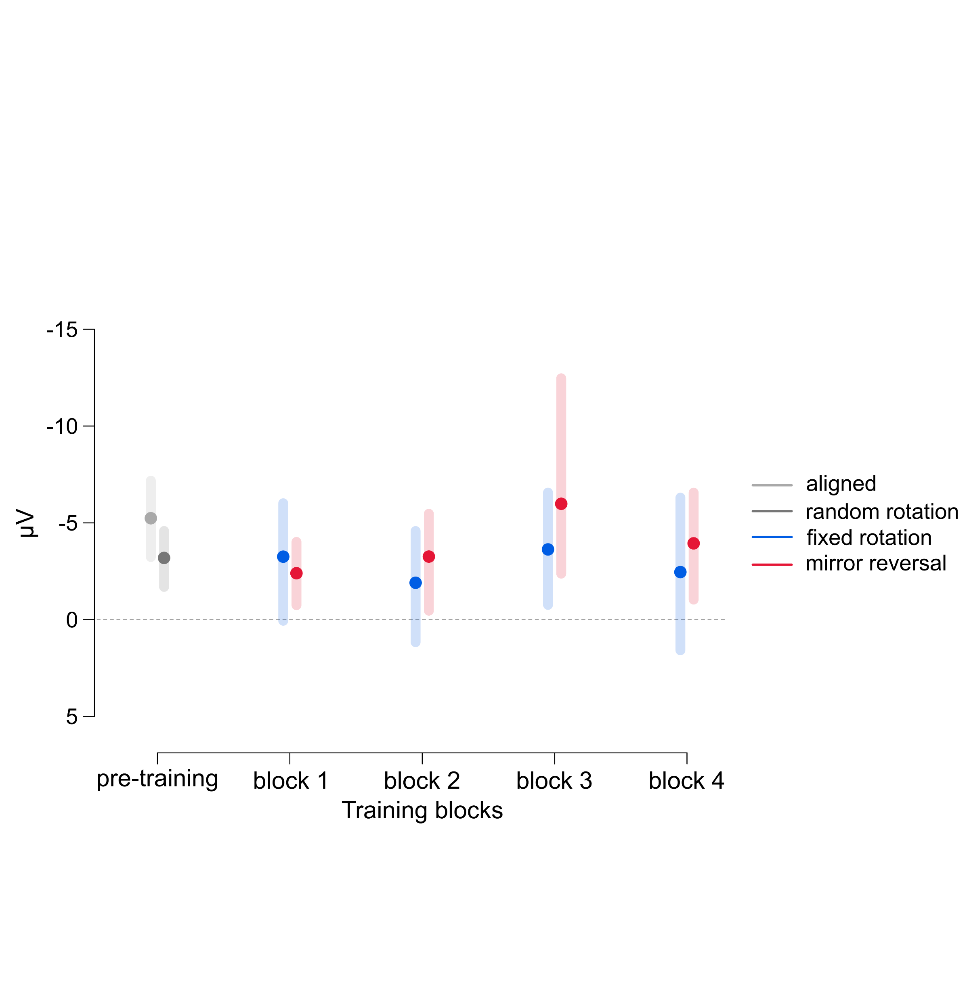 -15
-10
-5
0
5
µV
pre-training
block 1
block 2
block 3
block 4
Training blocks
aligned
random rotation
fixed rotation
mirror reversal